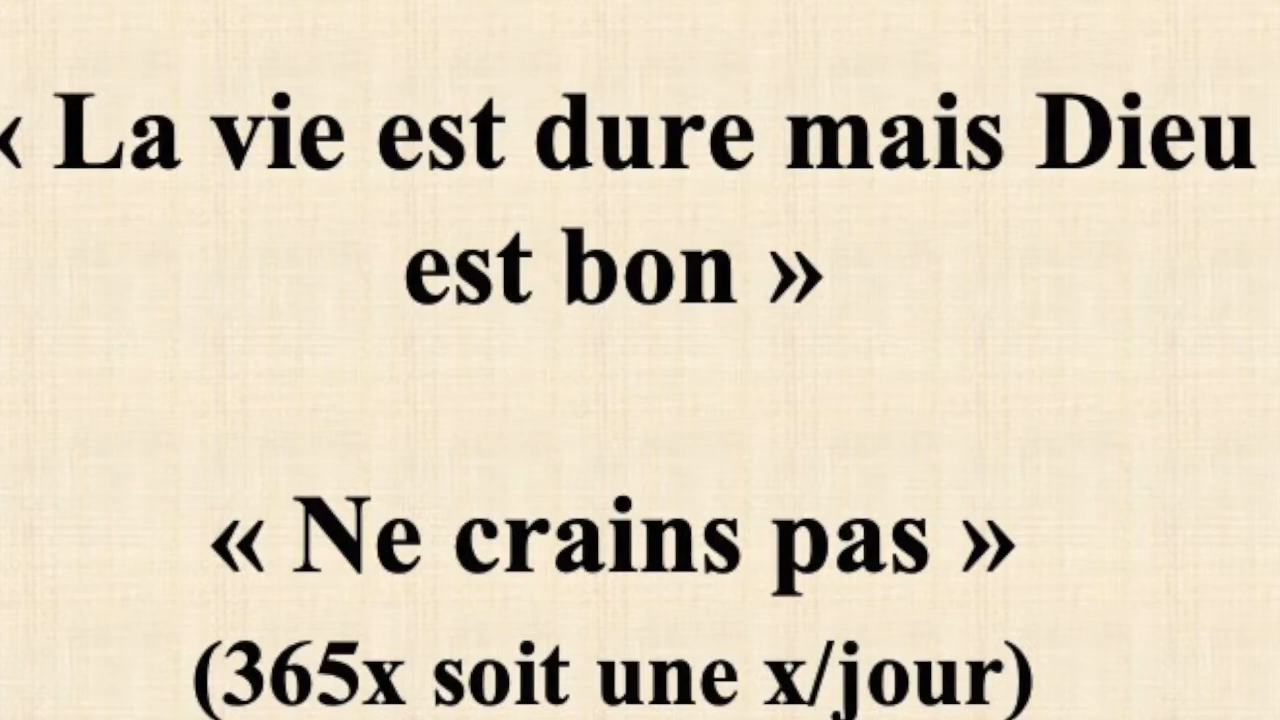 « La vie est dure mais Dieu
est bon »
« Ne crains pas »
(365x soit une x/jour)